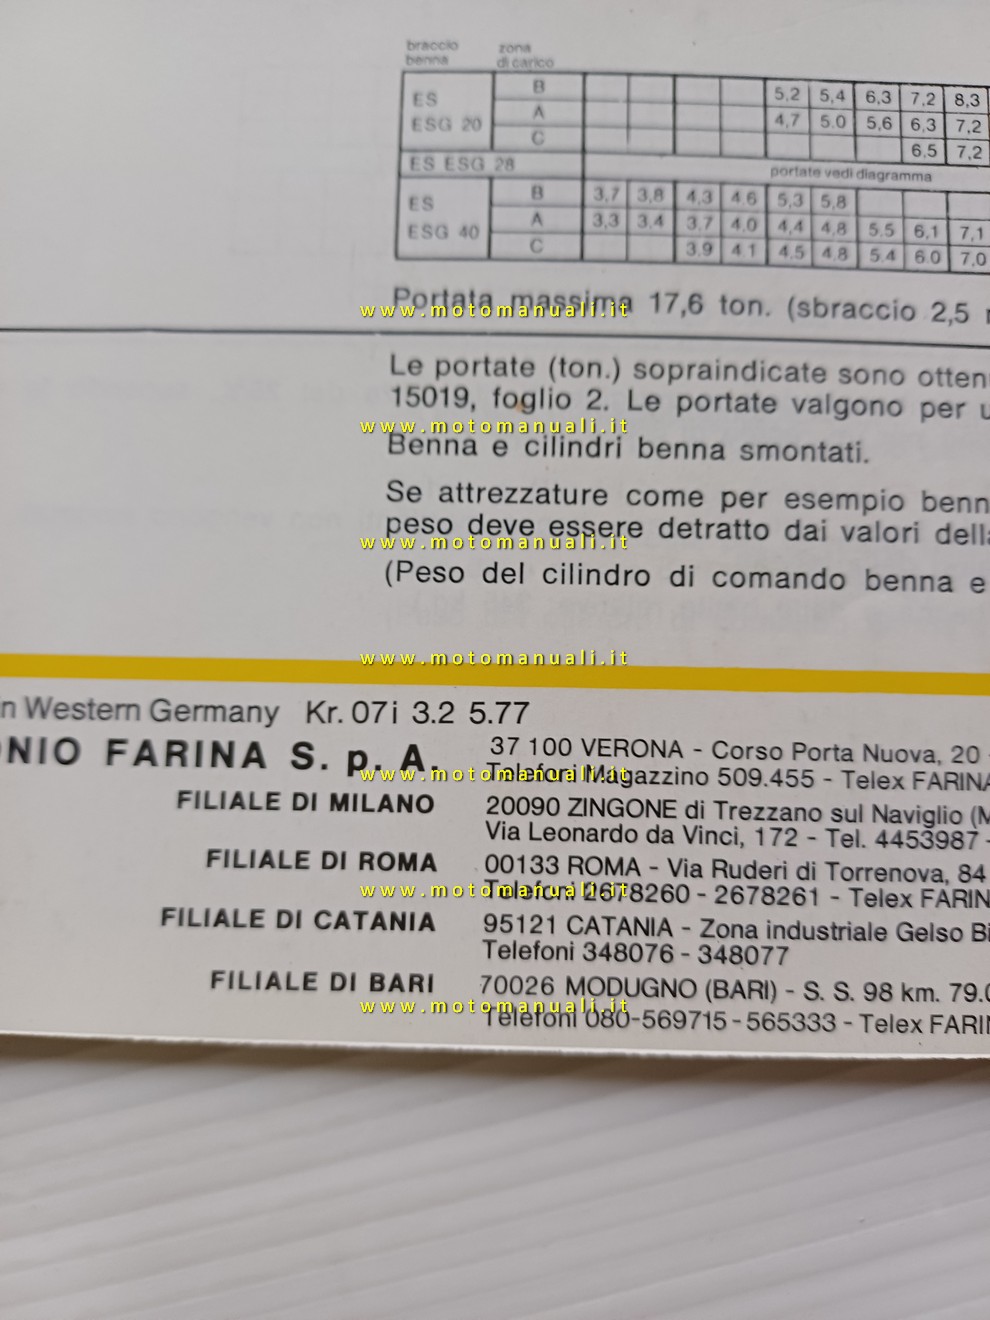 braccio zona
benna di carico
B 5,2 5,4 6,3 7,2 8,3
ES
A 4,7 5.0 5,6 6,3 7,2
ESG 20
C 6,5 7,2
ES ESG 28 portate vedi diagramma
B 3,7 3,8 4,3 4,6 5,3 5,8
ES
A 3,3 3,4 3,7 4,0 4,4 4,8 5.5 6,1 7,1
ESG 40
C 3.9 4.1 4.5 4.8 5.4 6.0 7,0
Portata massima 17,6 ton. (sbraccio 2,5
www.motomanuali.it
Le portate (ton.) sopraindicate sono otten
15019, foglio 2. Le portate valgono per u
www.motomanuali.it
Benna e cilindri benna smontati.
Se attrezzature come per esempio benn
peso deve essere detratto dai valori dell
www.motomanuali.it
(Peso del cilindro di comando benna e
www.motomanuali.it
in Western Germany Kr. 07i 3.2 5.77
ONIO FARINA S. p. A. 37 100 VERONA - Corso Porta Nuova, 20
Telefoni Magazzino 509.455 - Telex FARINA
www.motomanuali.it
FILIALE DI MILANO 20090 ZINGONE di Trezzano sul Naviglio (M
Via Leonardo da Vinci, 172 - Tel. 4453987 -
FILIALE DI ROMA 00133 ROMA - Via Ruderi di Torrenova, 84
Telefoni 2678260 - 2678261 - Telex FARIN
www.motomanuali.it
FILIALE DI CATANIA 95121 CATANIA - Zona industriale Gelso Bi
Telefoni 348076 - 348077
FILIALE DI BARI 70026 MODUGNO (BARI) - S. S. 98 km. 79.0
www.motomanuali.it
Telefoni 080-569715 - 565333 - Telex FARIN